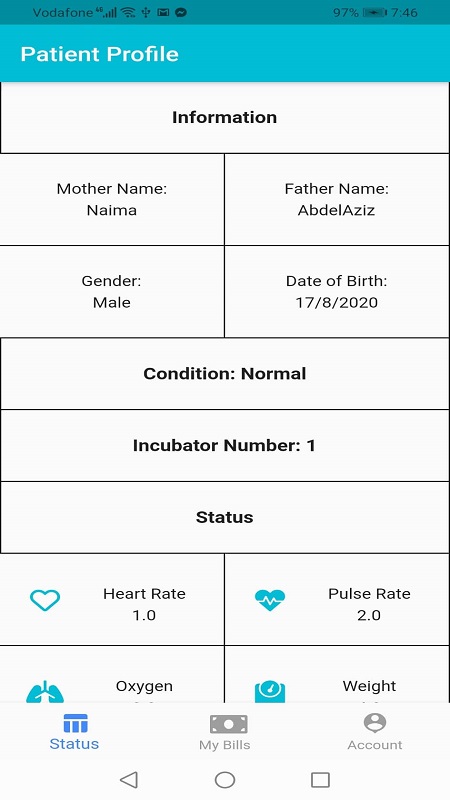 Vodafone 4G 97% 7:46
Patient Profile
Information
Mother Name: Father Name:
Naima AbdelAziz
Gender: Date of Birth:
Male 17/8/2020
Condition: Normal
Incubator Number: 1
Status
Heart Rate Pulse Rate
1.0 2.0
Oxygen Weight
Status My Bills Account